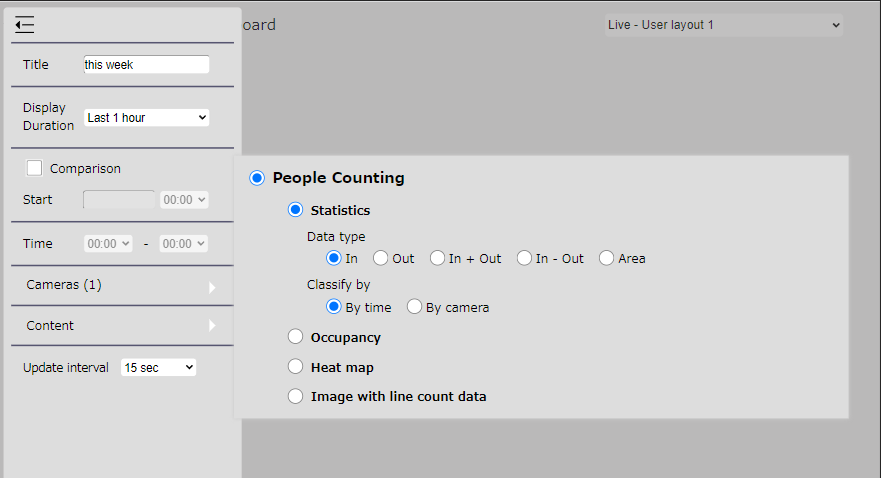 oard
Live - User layout 1
Title this week
Display Duration Last 1 hour
Comparison
Start 00:00
Time 00:00 - 00:00
Cameras (1)
Content
Update interval 15 sec
People Counting
Statistics
Data type
In Out In + Out In - Out Area
Classify by
By time By camera
Occupancy
Heat map
Image with line count data